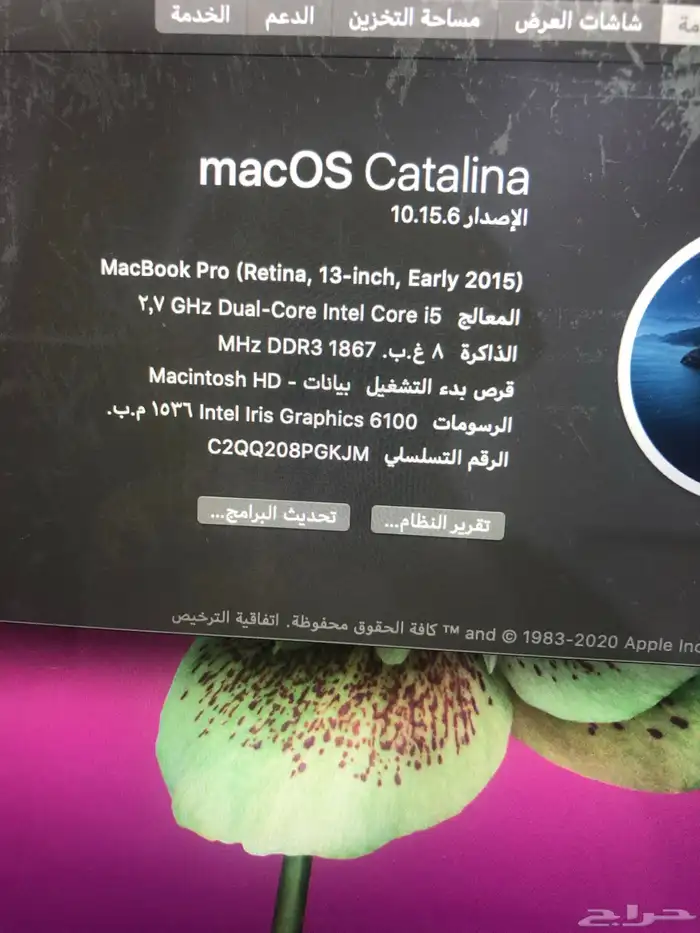 شاشات العرض مساحة التخزين الدعم الخدمة
macOS Catalina
الإصدار 10.15.6
MacBook Pro (Retina, 13-inch, Early 2015)
المعالج ٢,٧ GHz Dual-Core Intel Core i5
الذاكرة ٨ غ.ب. 1867 MHz DDR3
قرص بدء التشغيل Macintosh HD - بيانات
الرسومات Intel Iris Graphics 6100 ١٥٣٦ م.ب.
الرقم التسلسلي C2QQ208PGKJM
تقرير النظام... تحديث البرامج...
™ and © 1983-2020 Apple كافة الحقوق محفوظة. اتفاقية الترخيص
حراج